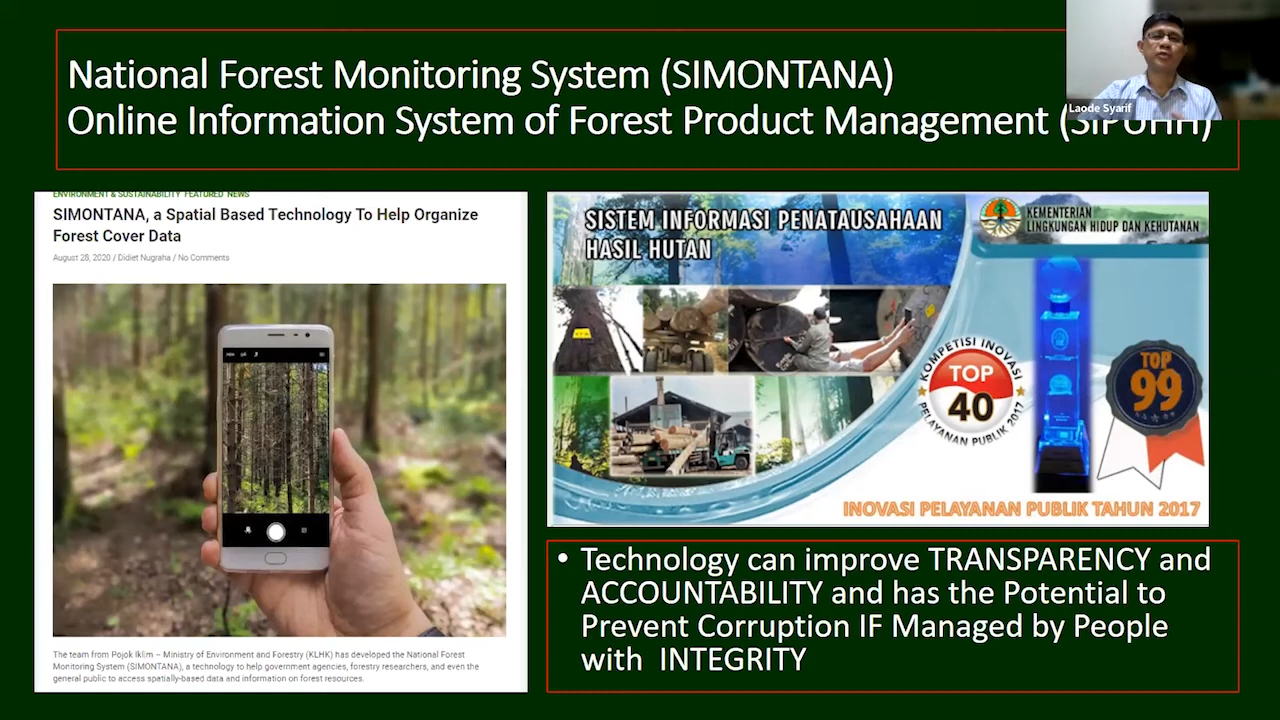 National Forest Monitoring System (SIMONTANA)
Online Information System of Forest Product Management (SIPUHH)
Laode Syarif
ENVIRONMENT & SUSTAINABILITY FEATURED NEWS
SIMONTANA, a Spatial Based Technology To Help Organize
Forest Cover Data
August 28, 2020 / Didiet Nugraha / No Comments
The team from Pojok Iklim – Ministry of Environment and Forestry (KLHK) has developed the National Forest
Monitoring System (SIMONTANA), a technology to help government agencies, forestry researchers, and even the
general public to access spatially-based data and information on forest resources.
SISTEM INFORMASI PENATAUSAHAAN
HASIL HUTAN
KEMENTERIAN
LINGKUNGAN HIDUP DAN KEHUTANAN
KOMPETISI INOVASI
TOP
40
PELAYANAN PUBLIK 2017
TOP
99
INOVASI PELAYANAN PUBLIK TAHUN 2017
• Technology can improve TRANSPARENCY and
ACCOUNTABILITY and has the Potential to
Prevent Corruption IF Managed by People
with INTEGRITY